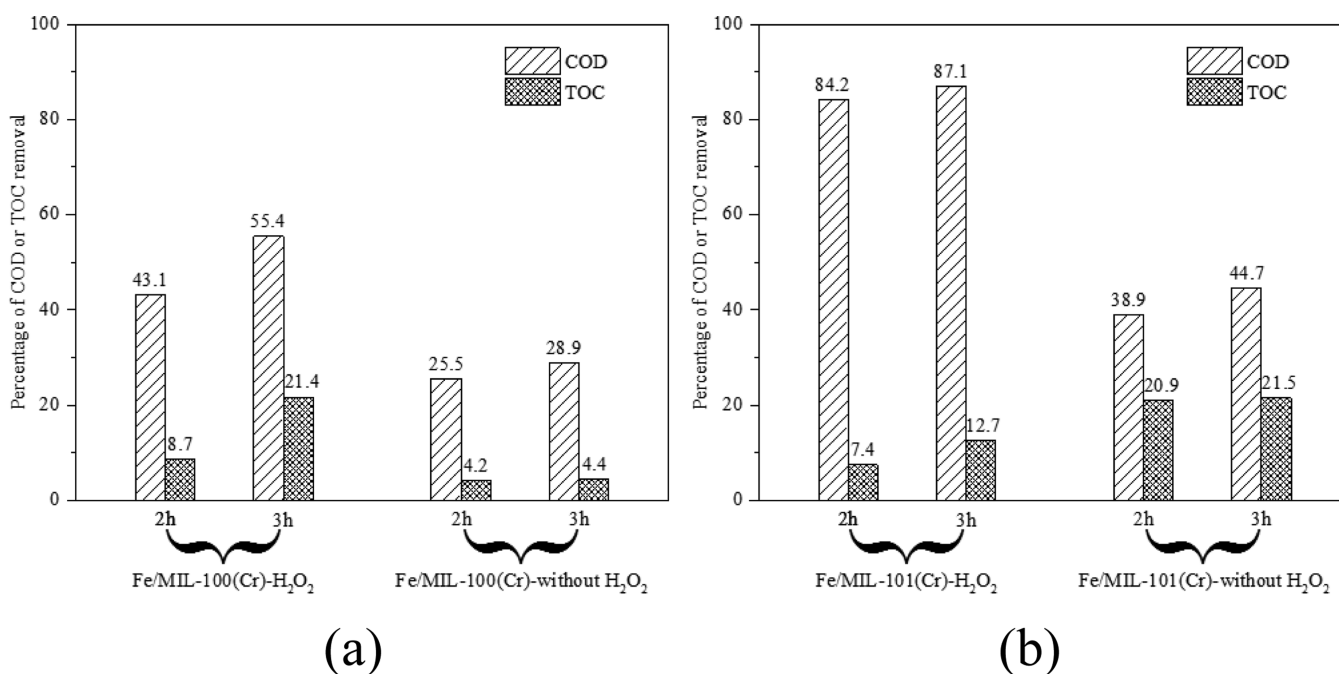 Percentage of COD or TOC removal
100
80
60
40
20
0
COD
TOC
43.1
8.7
55.4
21.4
25.5
4.2
28.9
4.4
2h
3h
2h
3h
Fe/MIL-100(Cr)-H₂O₂
Fe/MIL-100(Cr)-without H₂O₂
(a)
Percentage of COD or TOC removal
100
80
60
40
20
0
COD
TOC
84.2
7.4
87.1
12.7
38.9
20.9
44.7
21.5
2h
3h
2h
3h
Fe/MIL-101(Cr)-H₂O₂
Fe/MIL-101(Cr)-without H₂O₂
(b)